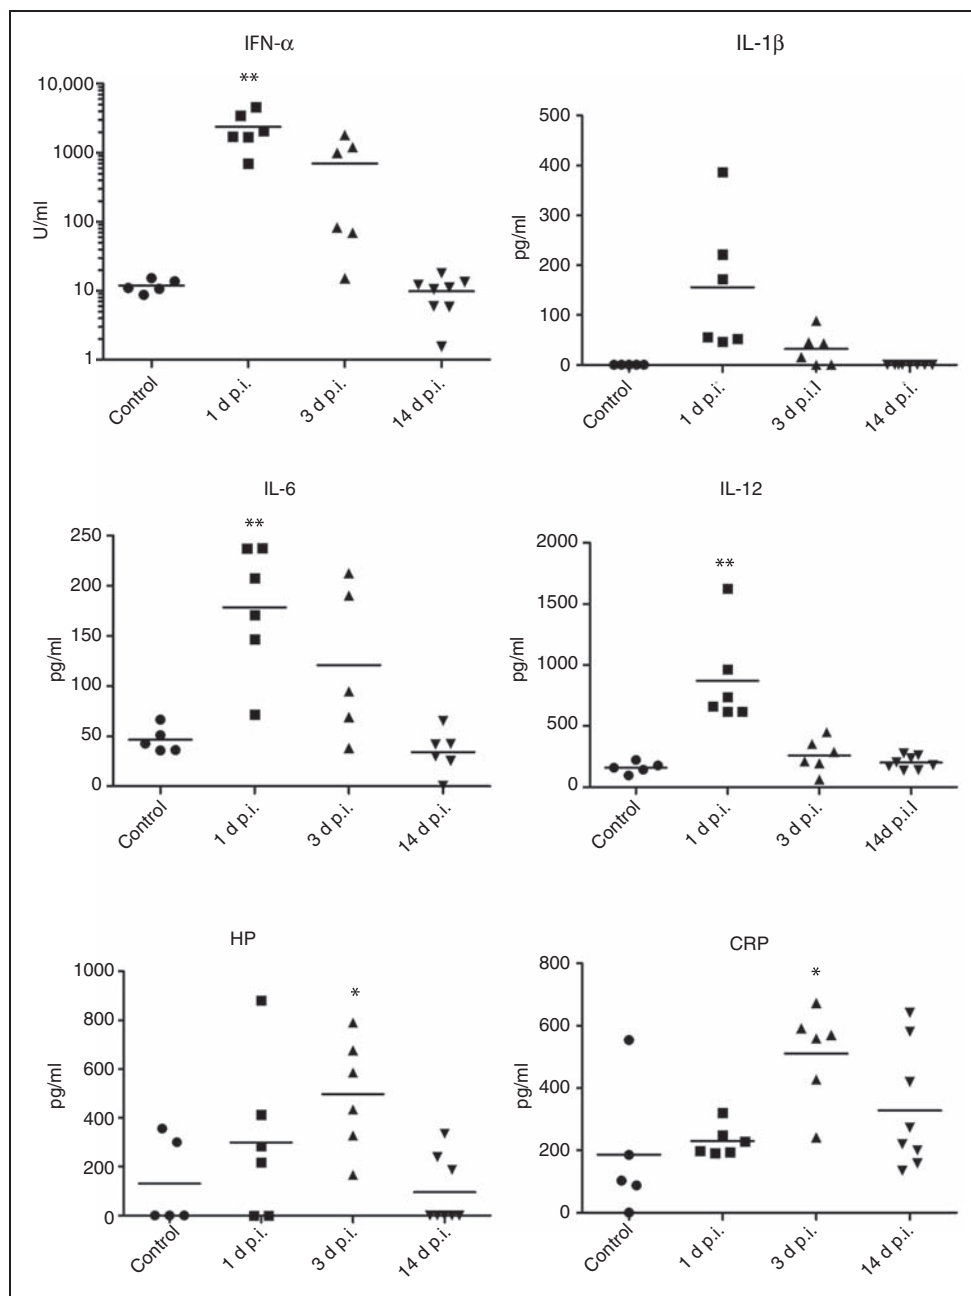 IFN-α
**
10,000
1000
100
10
1
U/ml
Control
1 d p.i.
3 d p.i.
14 d p.i.
IL-1β
500
400
300
200
100
0
pg/ml
Control
1 d p.i.
3 d p.i.l
14 d p.i.
IL-6
**
250
200
150
100
50
0
pg/ml
Control
1 d p.i.
3 d p.i.
14 d p.i.
IL-12
**
2000
1500
1000
500
0
pg/ml
Control
1 d p.i.
3 d p.i.
14d p.i.l
HP
*
1000
800
600
400
200
0
pg/ml
Control
1 d p.i.
3 d p.i.
14 d p.i.
CRP
*
800
600
400
200
0
pg/ml
Control
1 d p.i.
3 d p.i.
14 d p.i.